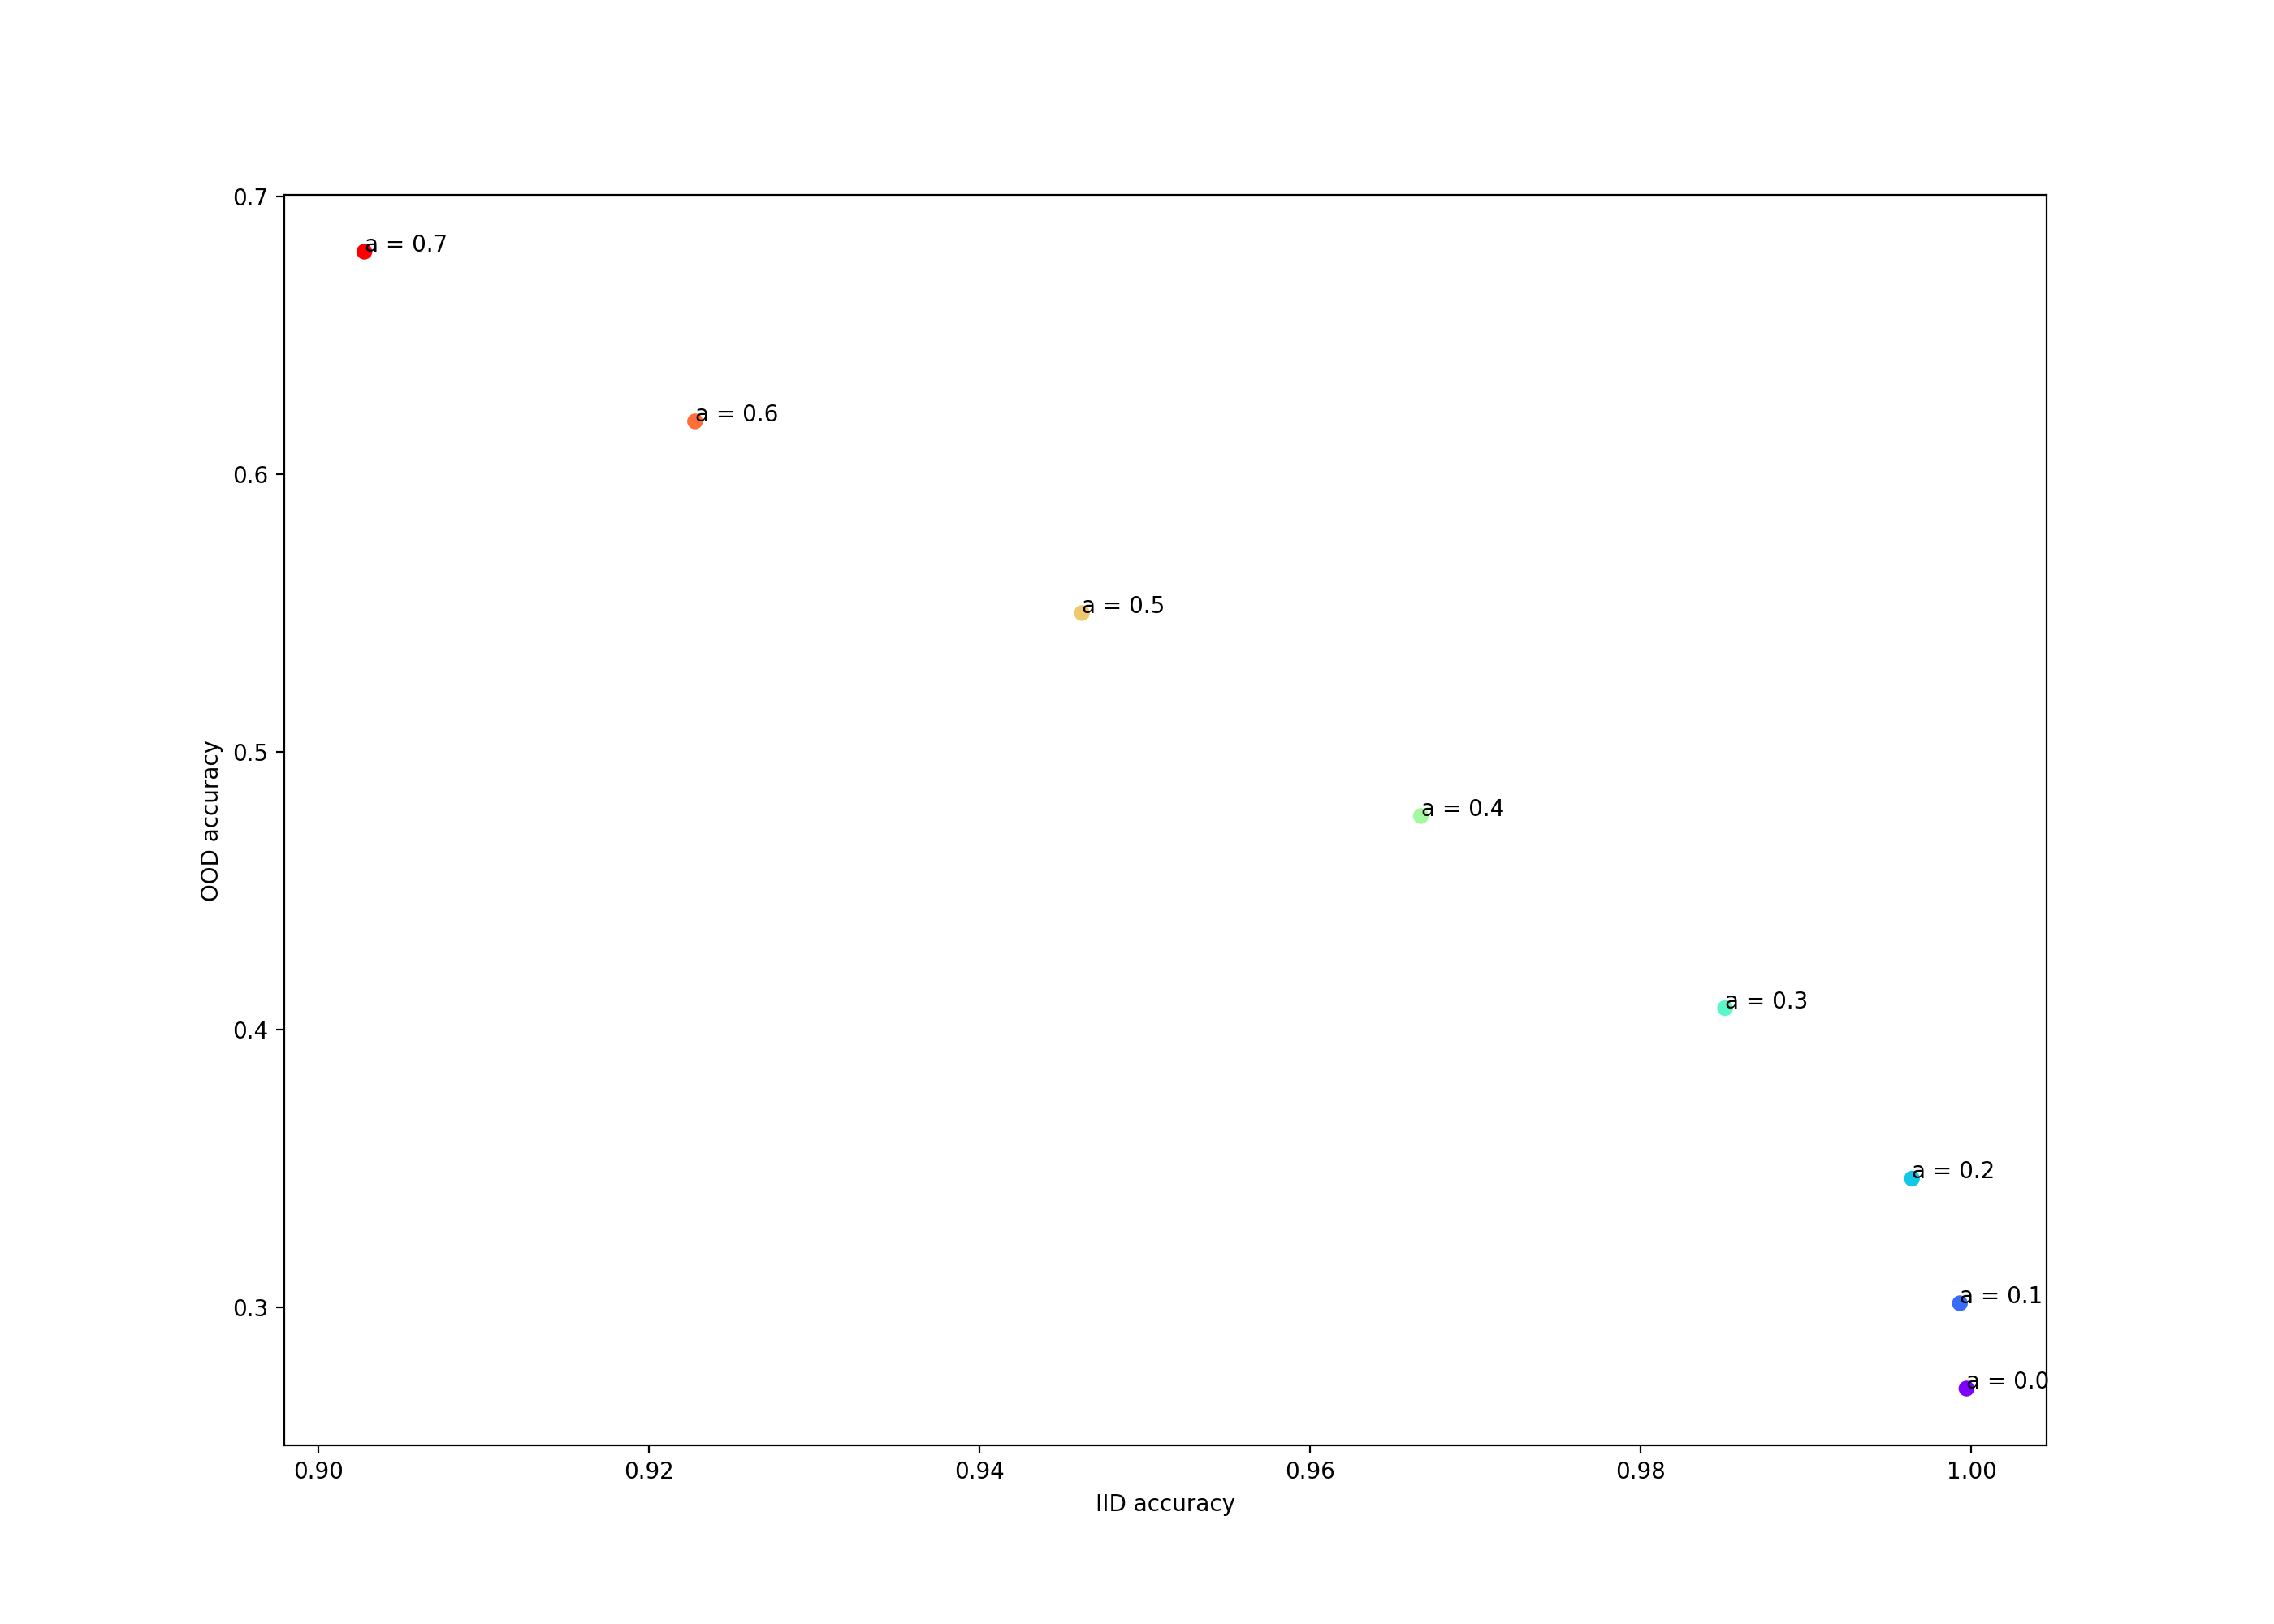 0.7
a = 0.7
a = 0.6
0.6
a = 0.5
0.5
OOD accuracy
a = 0.4
0.4
a = 0.3
a = 0.2
0.3
a = 0.1
a = 0.0
0.90 0.92 0.94 0.96 0.98 1.00
IID accuracy